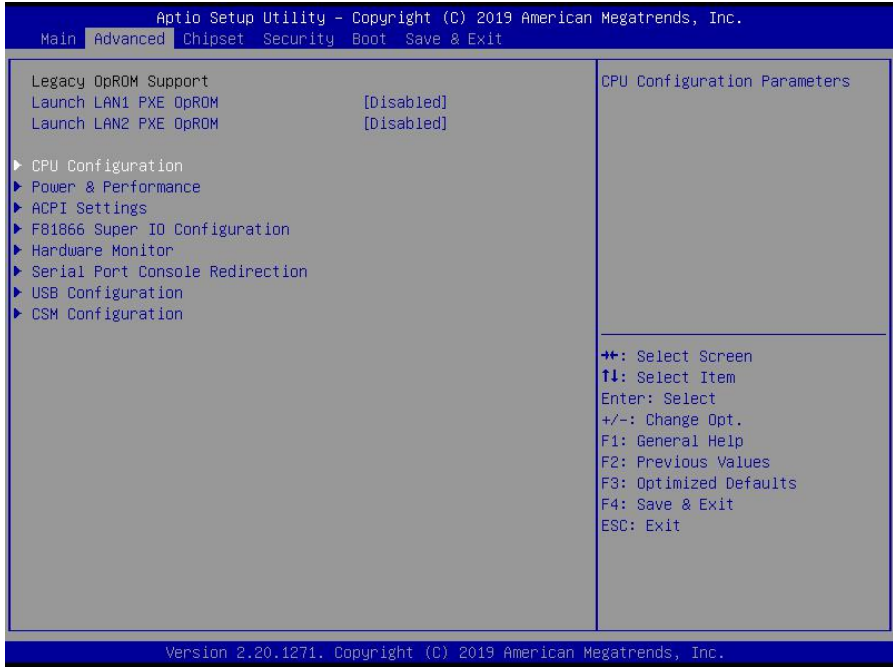 Aptio Setup Utility – Copyright (C) 2019 American Megatrends, Inc.
Main Advanced Chipset Security Boot Save & Exit
Legacy OpROM Support
Launch LAN1 PXE OpROM [Disabled]
Launch LAN2 PXE OpROM [Disabled]
CPU Configuration
Power & Performance
ACPI Settings
F81866 Super IO Configuration
Hardware Monitor
Serial Port Console Redirection
USB Configuration
CSM Configuration
CPU Configuration Parameters
→←: Select Screen
↑↓: Select Item
Enter: Select
+/-: Change Opt.
F1: General Help
F2: Previous Values
F3: Optimized Defaults
F4: Save & Exit
ESC: Exit
Version 2.20.1271. Copyright (C) 2019 American Megatrends, Inc.